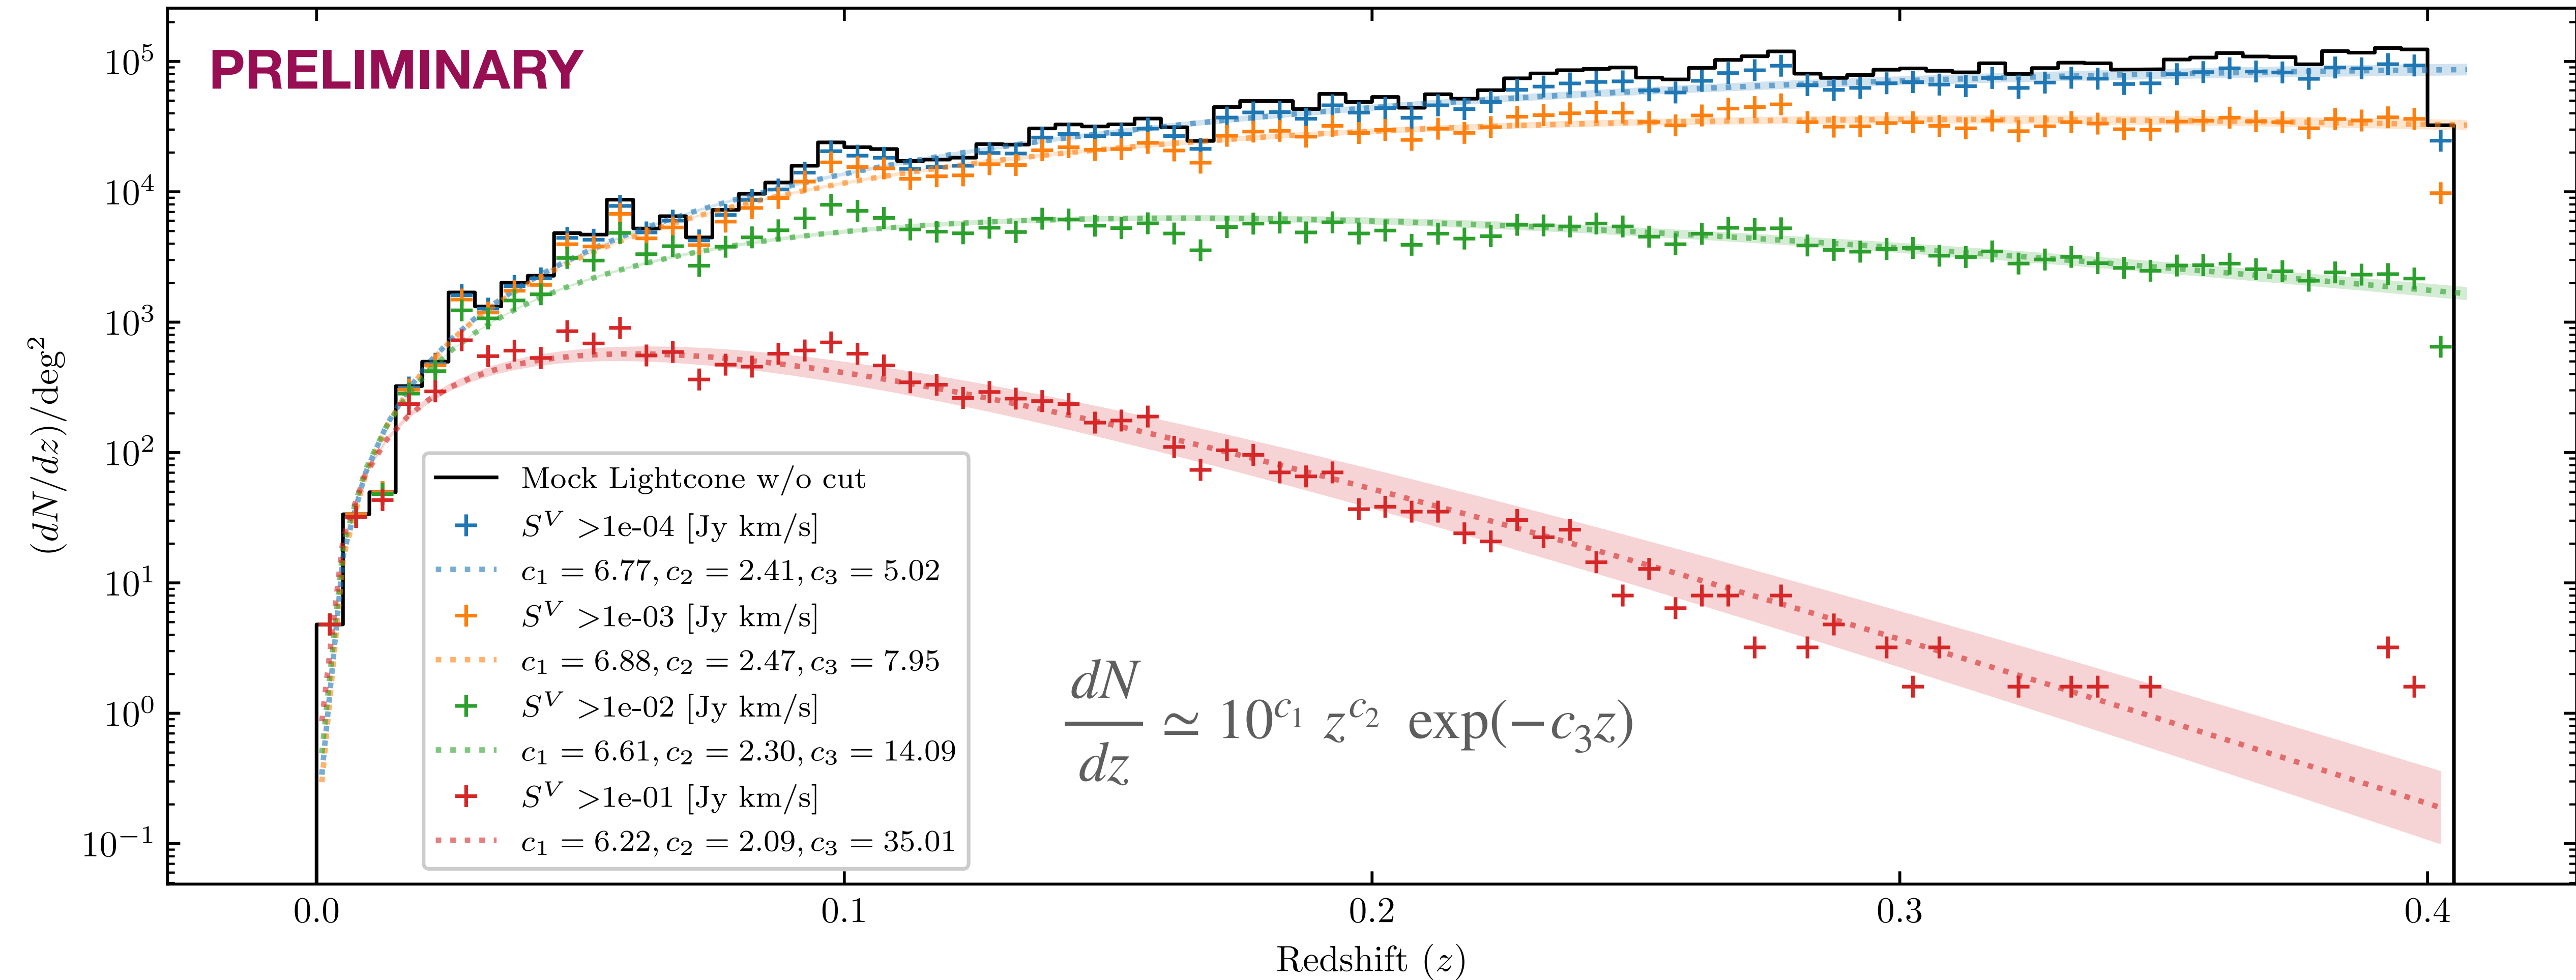 PRELIMINARY
10^5
10^4
10^3
10^2
10^1
10^0
10^−1
(dN/dz)/deg^2
Mock Lightcone w/o cut
S^V >1e-04 [Jy km/s]
c_1 = 6.77, c_2 = 2.41, c_3 = 5.02
S^V >1e-03 [Jy km/s]
c_1 = 6.88, c_2 = 2.47, c_3 = 7.95
S^V >1e-02 [Jy km/s]
c_1 = 6.61, c_2 = 2.30, c_3 = 14.09
S^V >1e-01 [Jy km/s]
c_1 = 6.22, c_2 = 2.09, c_3 = 35.01
dN/dz ≃ 10^{c_1} z^{c_2} exp(−c_3z)
0.0 0.1 0.2 0.3 0.4
Redshift (z)